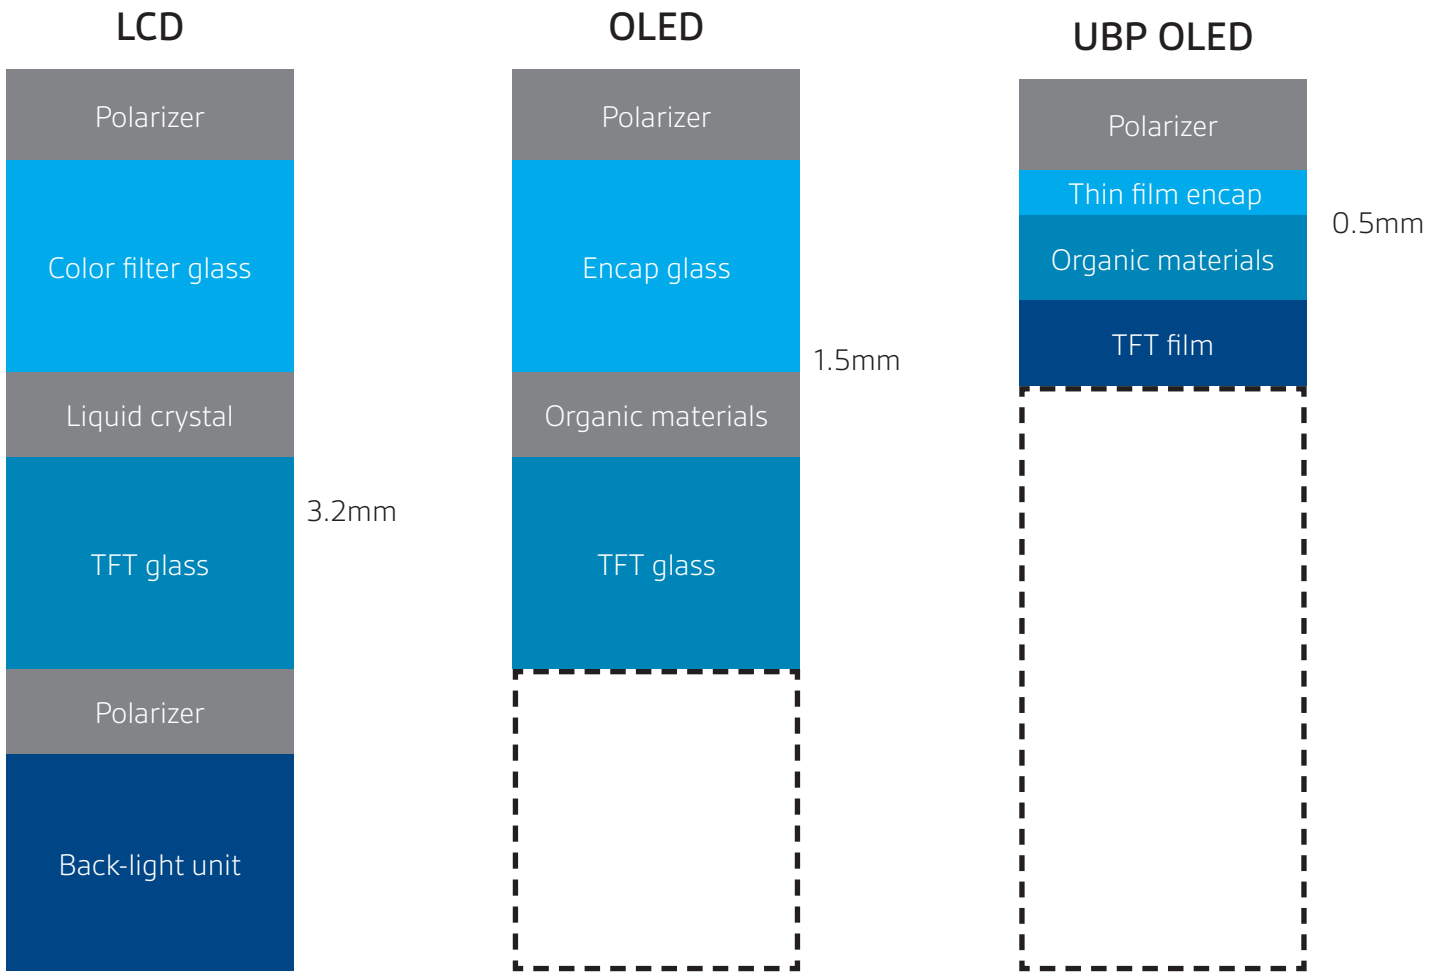 LCD
Polarizer
Color filter glass
Liquid crystal
TFT glass
Polarizer
Back-light unit
3.2mm
OLED
Polarizer
Encap glass
Organic materials
TFT glass
1.5mm
UBP OLED
Polarizer
Thin film encap
Organic materials
TFT film
0.5mm